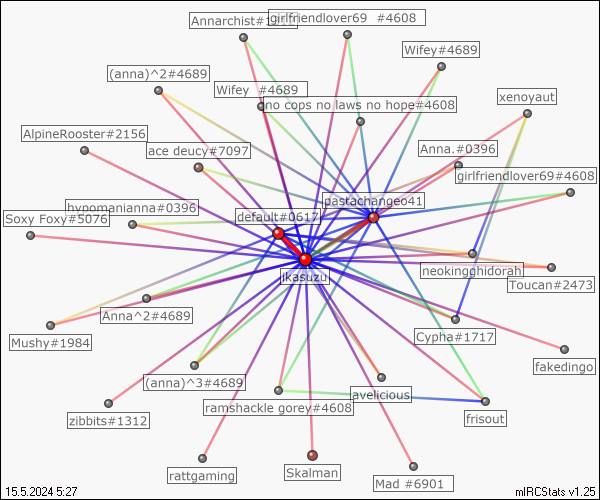 Annarchist#1
girlfriendlover69 #4608
Wifey#4689
(anna)^2#4689
Wifey #4689
no cops no laws no hope#4608
xenoyaut
AlpineRooster#2156
ace deucy#7097
Anna.#0396
girlfriendlover69#4608
hypomanianna#0396
pastachangeo41
Soxy Foxy#5076
default#0617
jkasuzu
neokingghidorah
Toucan#2473
Anna^2#4689
Mushy#1984
Cypha#1717
fakedingo
(anna)^3#4689
avelicious
ramshackle gorey#4608
zibbits#1312
frisout
rattgaming
Skalman
Mad #6901
15.5.2024 5:27
mIRCStats v1.25